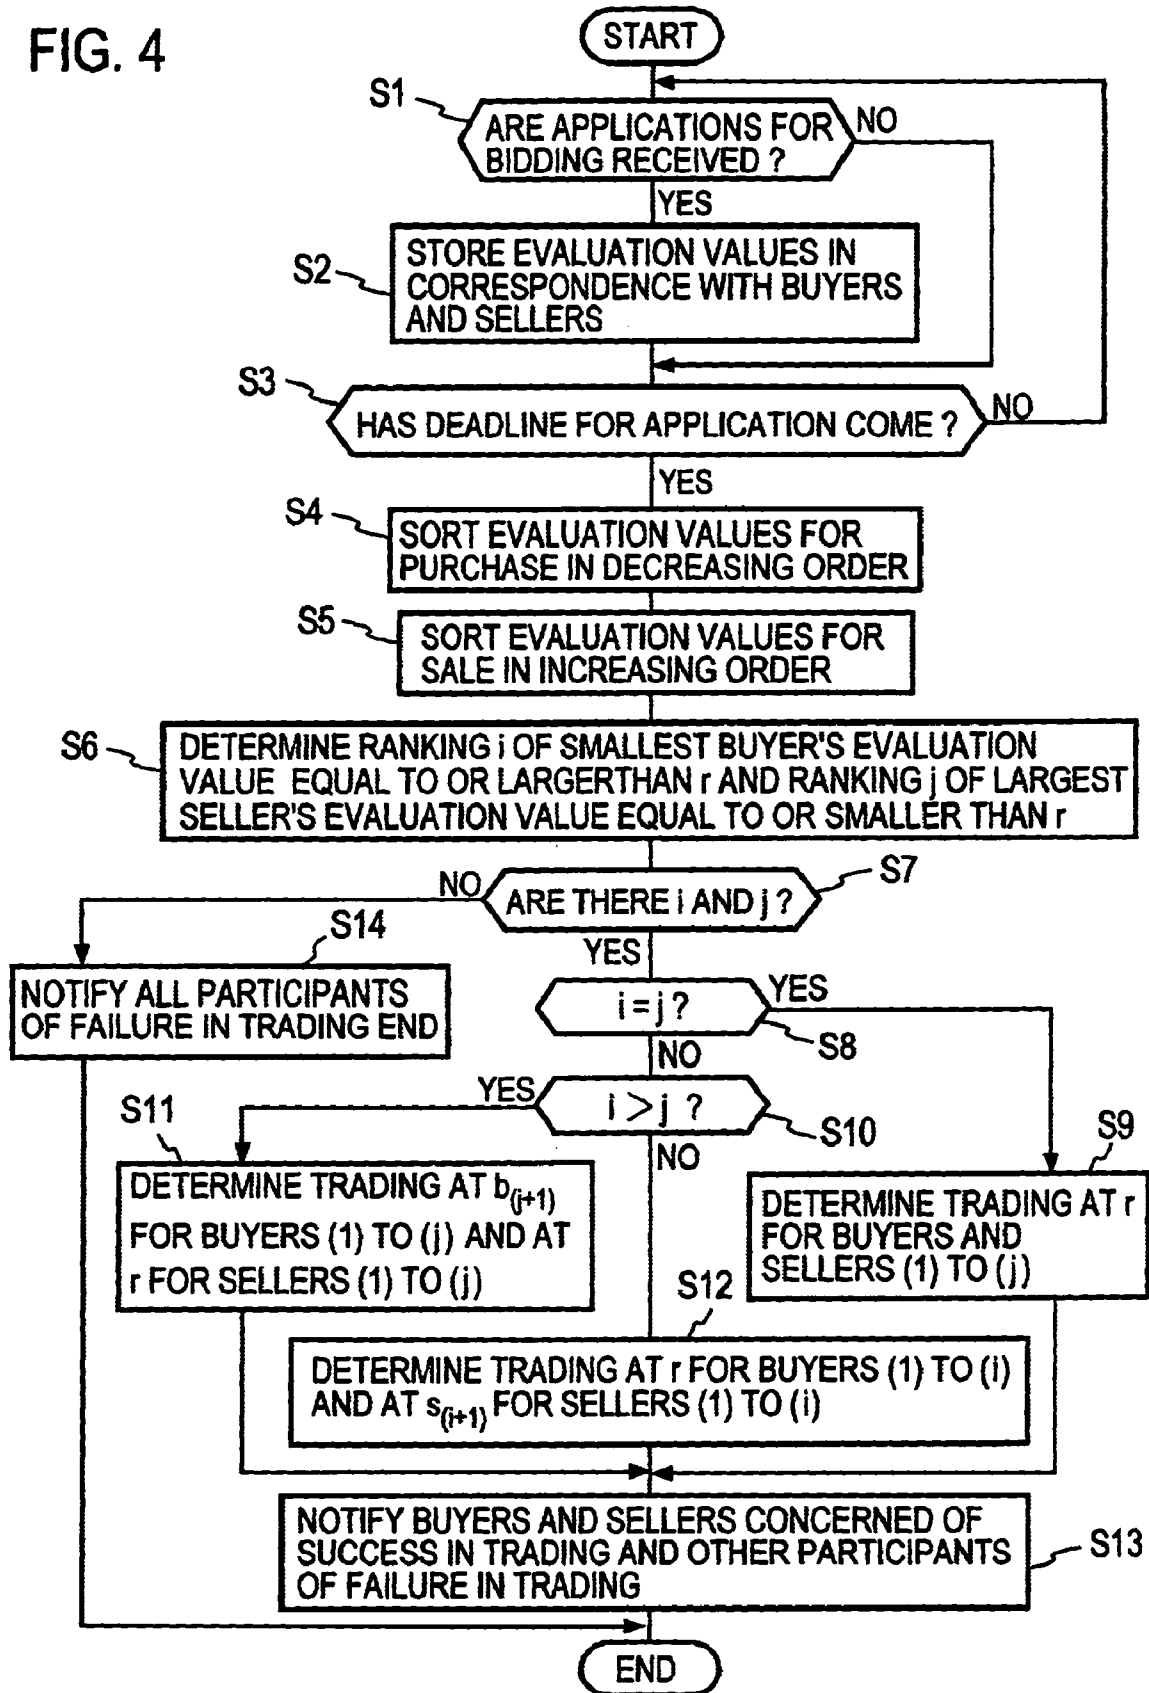 FIG. 4
START
S1
ARE APPLICATIONS FOR
BIDDING RECEIVED ?
NO
YES
S2
STORE EVALUATION VALUES IN
CORRESPONDENCE WITH BUYERS
AND SELLERS
S3
HAS DEADLINE FOR APPLICATION COME ?
NO
YES
S4
SORT EVALUATION VALUES FOR
PURCHASE IN DECREASING ORDER
S5
SORT EVALUATION VALUES FOR
SALE IN INCREASING ORDER
S6
DETERMINE RANKING i OF SMALLEST BUYER'S EVALUATION
VALUE EQUAL TO OR LARGERTHAN r AND RANKING j OF LARGEST
SELLER'S EVALUATION VALUE EQUAL TO OR SMALLER THAN r
S7
ARE THERE i AND j ?
NO
YES
S14
NOTIFY ALL PARTICIPANTS
OF FAILURE IN TRADING END
i = j ?
YES
S8
NO
i > j ?
YES
S10
NO
S11
DETERMINE TRADING AT b(j+1)
FOR BUYERS (1) TO (j) AND AT
r FOR SELLERS (1) TO (j)
S9
DETERMINE TRADING AT r
FOR BUYERS AND
SELLERS (1) TO (j)
S12
DETERMINE TRADING AT r FOR BUYERS (1) TO (i)
AND AT s(i+1) FOR SELLERS (1) TO (i)
NOTIFY BUYERS AND SELLERS CONCERNED OF
SUCCESS IN TRADING AND OTHER PARTICIPANTS
OF FAILURE IN TRADING
S13
END